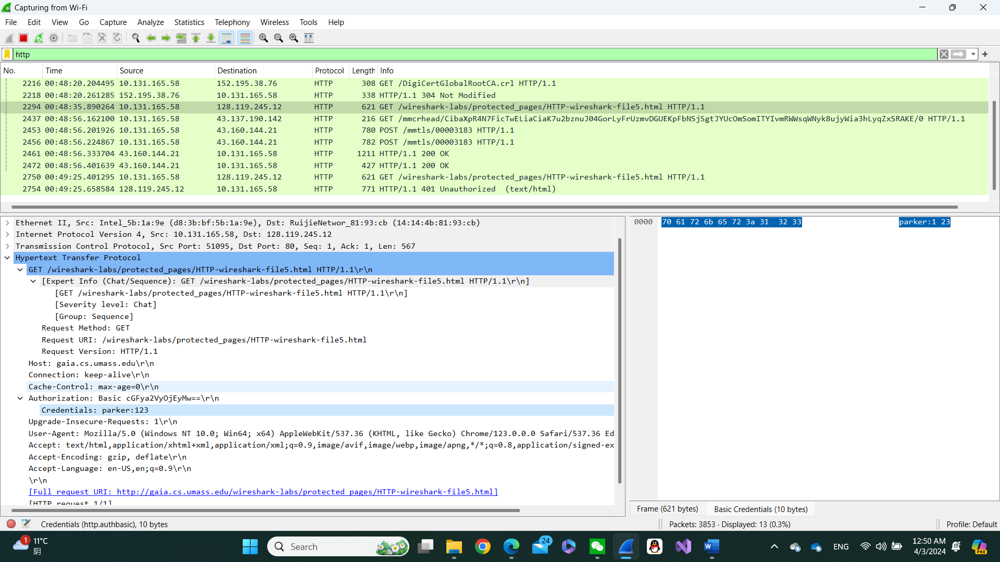 Capturing from Wi-Fi
File Edit View Go Capture Analyze Statistics Telephony Wireless Tools Help
http
No. Time Source Destination Protocol Length Info
2216 00:48:20.204495 10.131.165.58 152.195.38.76 HTTP 308 GET /DigiCertGlobalRootCA.crl HTTP/1.1
2218 00:48:20.261285 152.195.38.76 10.131.165.58 HTTP 338 HTTP/1.1 304 Not Modified
2294 00:48:35.890264 10.131.165.58 128.119.245.12 HTTP 621 GET /wireshark-labs/protected_pages/HTTP-wireshark-file5.html HTTP/1.1
2437 00:48:56.162100 10.131.165.58 43.137.190.142 HTTP 216 GET /mmcrhead/CibaXpR4N7FicTwELiaCiaK7u2bznuJ04GorLyFrUzmvDGUEKpFbNSjSgtJYUcOmSomITYIvmRWWsqWNyk8ujyWia3hLyqZxSRAKE/0 HTTP/1.1
2453 00:48:56.201926 10.131.165.58 43.160.144.21 HTTP 780 POST /mmtls/00003183 HTTP/1.1
2456 00:48:56.224867 10.131.165.58 43.160.144.21 HTTP 782 POST /mmtls/00003183 HTTP/1.1
2461 00:48:56.333704 43.160.144.21 10.131.165.58 HTTP 1211 HTTP/1.1 200 OK
2472 00:48:56.401639 43.160.144.21 10.131.165.58 HTTP 427 HTTP/1.1 200 OK
2750 00:49:25.401295 10.131.165.58 128.119.245.12 HTTP 621 GET /wireshark-labs/protected_pages/HTTP-wireshark-file5.html HTTP/1.1
2754 00:49:25.658584 128.119.245.12 10.131.165.58 HTTP 771 HTTP/1.1 401 Unauthorized (text/html)
Ethernet II, Src: Intel_5b:1a:9e (d8:3b:bf:5b:1a:9e), Dst: RuijieNetwor_81:93:cb (14:14:4b:81:93:cb)
Internet Protocol Version 4, Src: 10.131.165.58, Dst: 128.119.245.12
Transmission Control Protocol, Src Port: 51095, Dst Port: 80, Seq: 1, Ack: 1, Len: 567
Hypertext Transfer Protocol
GET /wireshark-labs/protected_pages/HTTP-wireshark-file5.html HTTP/1.1\r\n
[Expert Info (Chat/Sequence): GET /wireshark-labs/protected_pages/HTTP-wireshark-file5.html HTTP/1.1\r\n]
[GET /wireshark-labs/protected_pages/HTTP-wireshark-file5.html HTTP/1.1\r\n]
[Severity level: Chat]
[Group: Sequence]
Request Method: GET
Request URI: /wireshark-labs/protected_pages/HTTP-wireshark-file5.html
Request Version: HTTP/1.1
Host: gaia.cs.umass.edu\r\n
Connection: keep-alive\r\n
Cache-Control: max-age=0\r\n
Authorization: Basic cGFya2VyOjEyMw==\r\n
Credentials: parker:123
Upgrade-Insecure-Requests: 1\r\n
User-Agent: Mozilla/5.0 (Windows NT 10.0; Win64; x64) AppleWebKit/537.36 (KHTML, like Gecko) Chrome/123.0.0.0 Safari/537.36 Ed
Accept: text/html,application/xhtml+xml,application/xml;q=0.9,image/avif,image/webp,image/apng,*/*;q=0.8,application/signed-ex
Accept-Encoding: gzip, deflate\r\n
Accept-Language: en-US,en;q=0.9\r\n
\r\n
[Full request URI: http://gaia.cs.umass.edu/wireshark-labs/protected_pages/HTTP-wireshark-file5.html]
[HTTP request 1/1]
0000 70 61 72 6b 65 72 3a 31 32 33 parker:1 23
Frame (621 bytes) Basic Credentials (10 bytes)
Credentials (http.authbasic), 10 bytes
Packets: 3853 · Displayed: 13 (0.3%)
Profile: Default
1
11°C
阴
Search
24
ENG
12:50 AM
4/3/2024
PRE